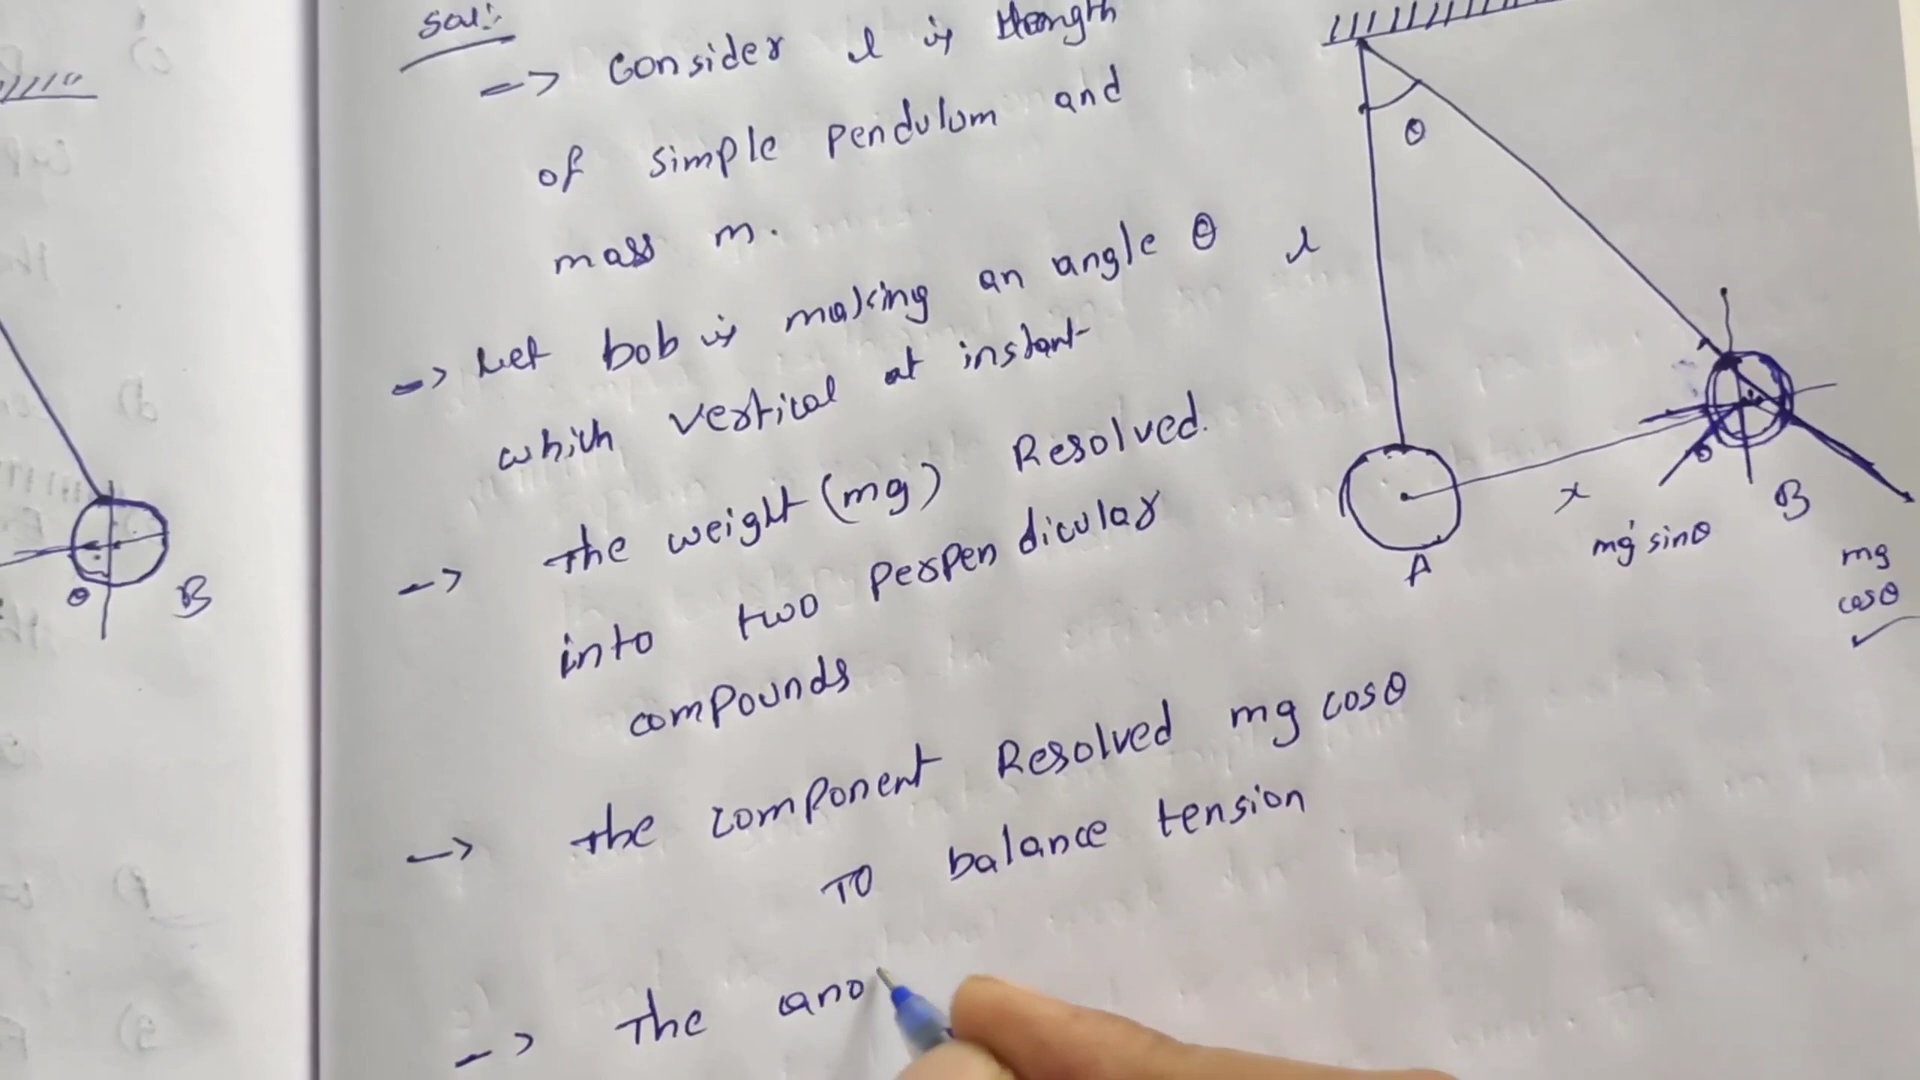 Sol:
-> Consider l is length
of simple pendulum and
mass m.
-> Let bob is making an angle θ
which vertical at instant
-> The weight (mg) Resolved.
into two perpendicular
compounds
-> The component Resolved mg cosθ
To balance tension
-> The ano
θ
l
x
A
B
mg sinθ
mg
cosθ
θ
B